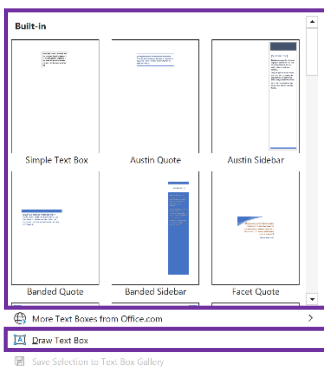 Built-in
Simple Text Box
Austin Quote
Austin Sidebar
Banded Quote
Banded Sidebar
Facet Quote
More Text Boxes from Office.com
Draw Text Box
Save Selection to Text Box Gallery